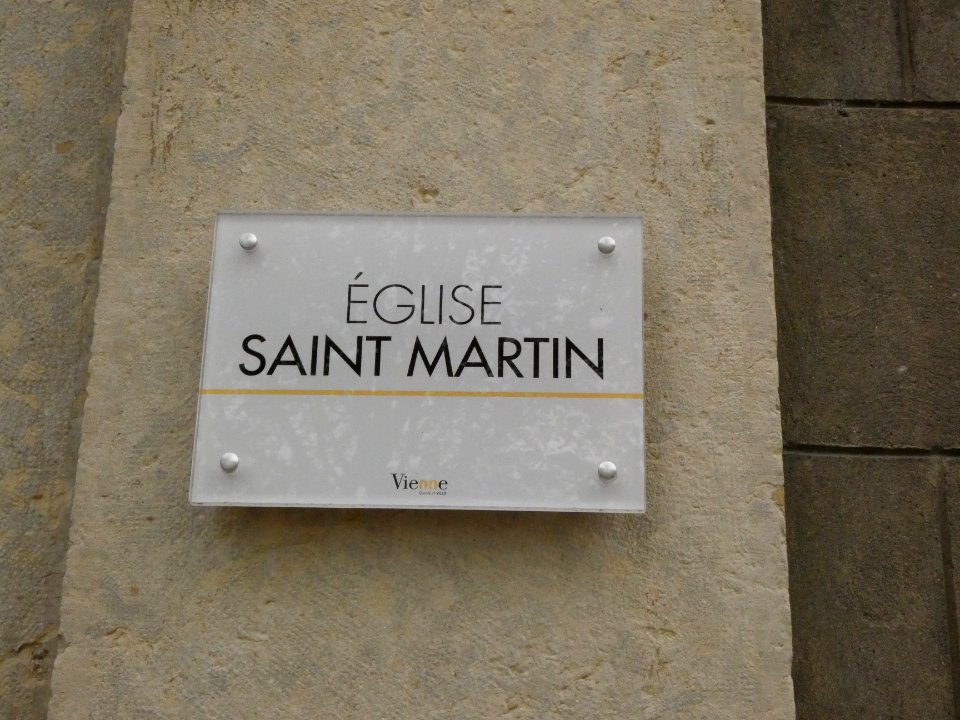 ÉGLISE
SAINT MARTIN
Vienne